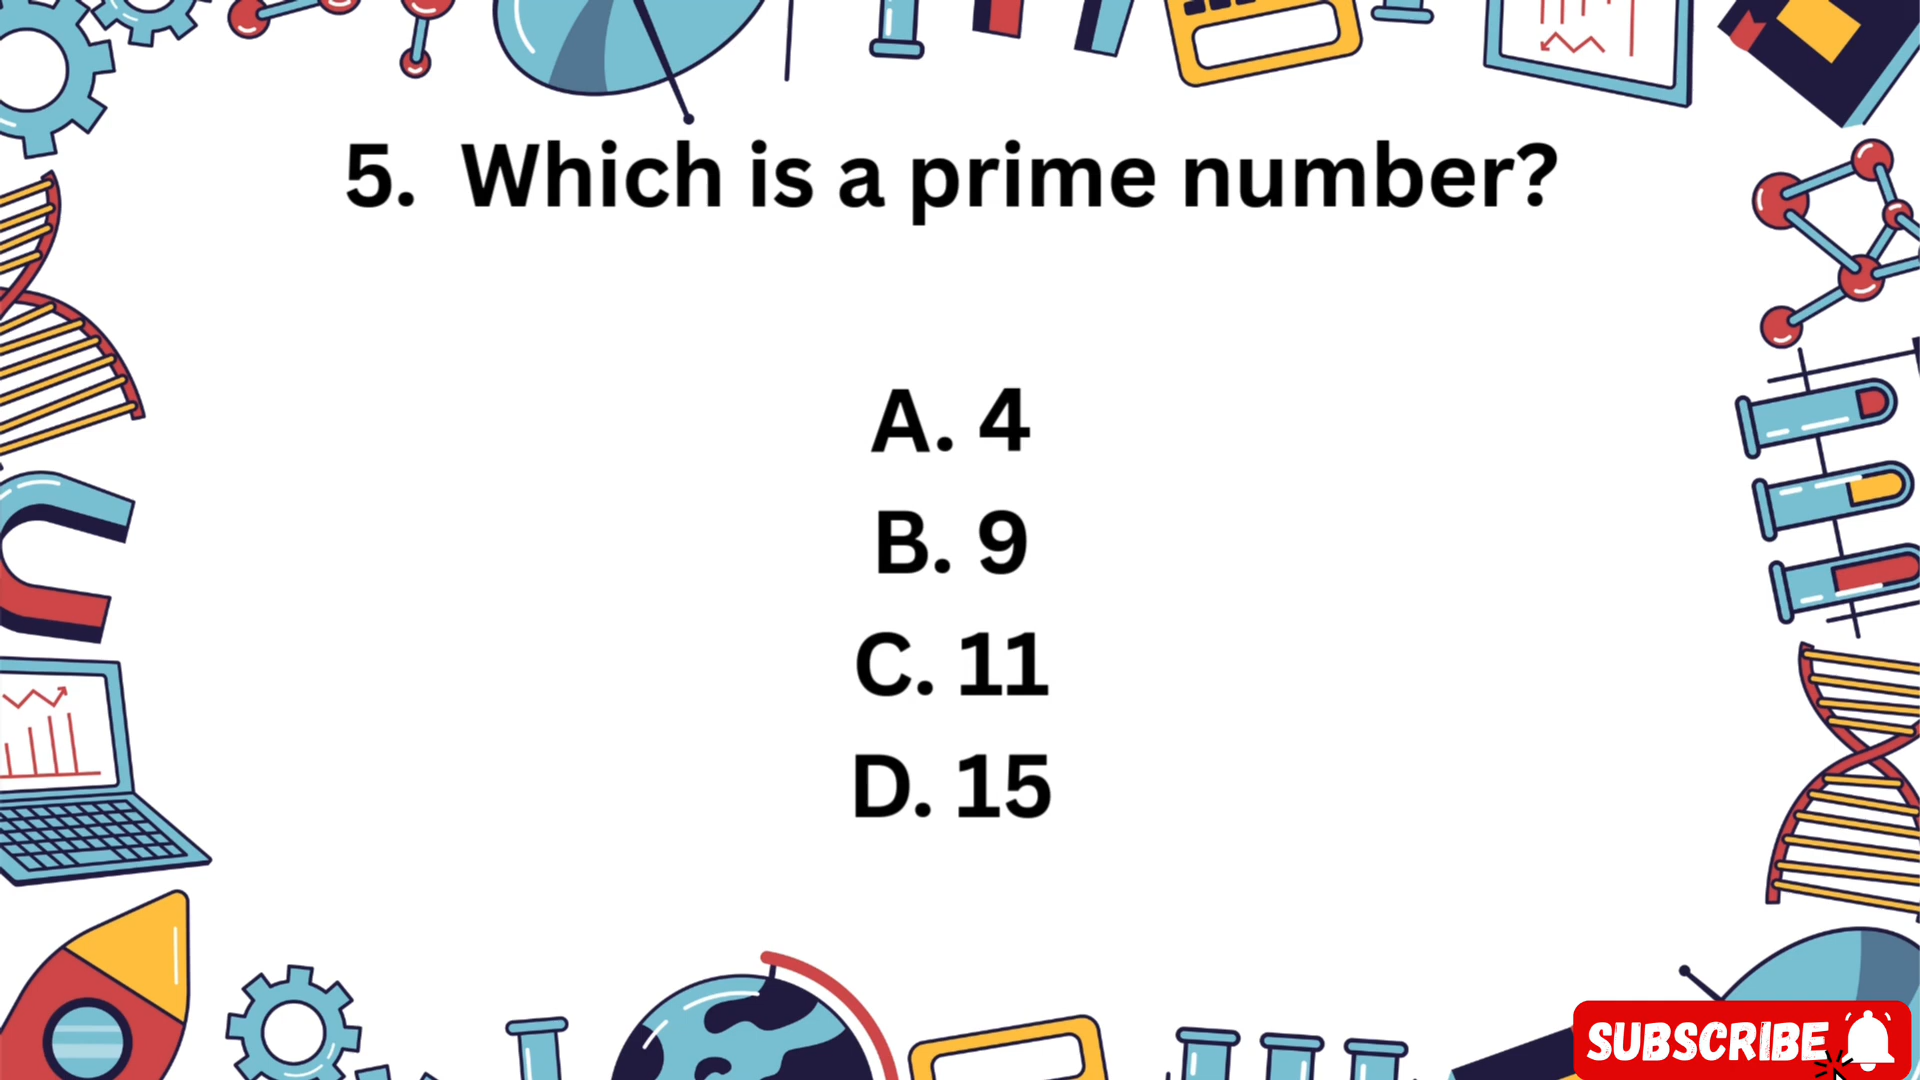 5. Which is a prime number?
A. 4
B. 9
C. 11
D. 15
SUBSCRIBE